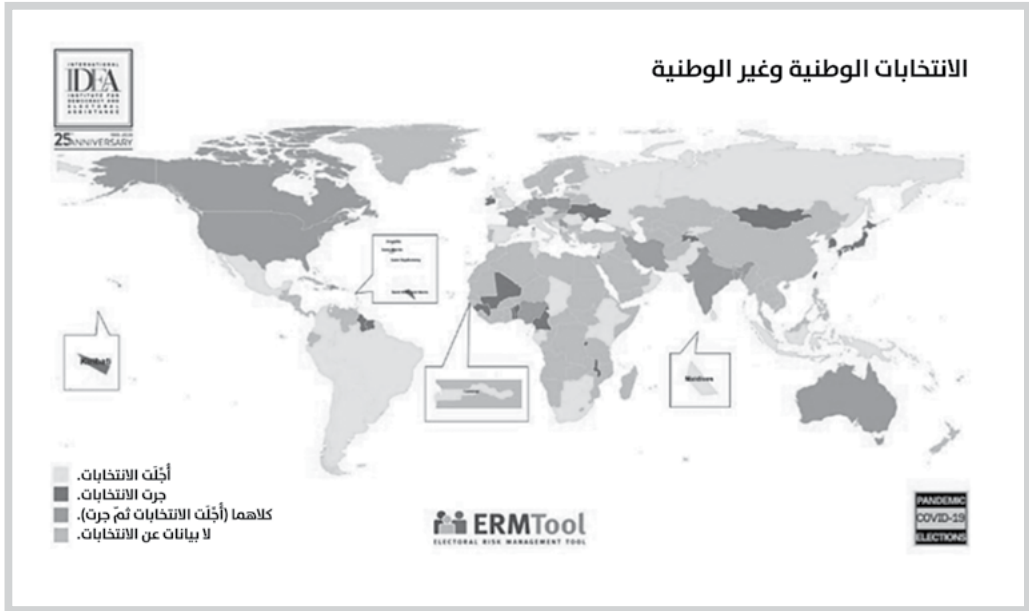 الانتخابات الوطنية وغير الوطنية
INTERNATIONAL
IDEA
INSTITUTE FOR
DEMOCRACY AND
ELECTORAL
ASSISTANCE
25 ANNIVERSARY
Kiribati
أُجّلَت الانتخابات.
جرت الانتخابات.
كلاهما (أُجّلَت الانتخابات ثمّ جرت).
لا بيانات عن الانتخابات.
ERMTool
ELECTORAL RISK MANAGEMENT TOOL
PANDEMIC
COVID-19
ELECTIONS